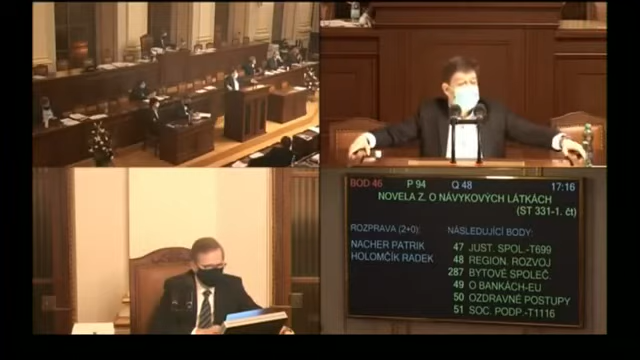 BOD 46 P 94 Q 48 17:16
NOVELA Z. O NÁVYKOVÝCH LÁTKÁCH
(ST 331-1. čt)
ROZPRAVA (2+0):
NACHER PATRIK
HOLOMČÍK RADEK
NÁSLEDUJÍCÍ BODY:
47 JUST. SPOL.-T699
48 REGION. ROZVOJ
287 BYTOVÉ SPOLEČ.
49 O BANKÁCH-EU
50 OZDRAVNÉ POSTUPY
51 SOC. PODP.-T1116